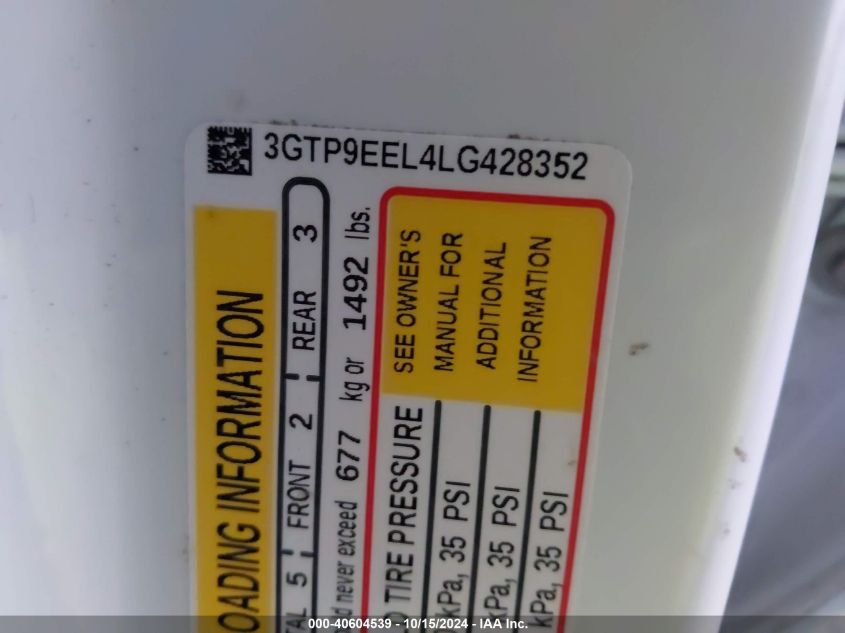 3GTP9EEL4LG428352
OADING INFORMATION
TAL 5 FRONT 2 REAR 3
never exceed 677 kg or 1492 lbs.
TIRE PRESSURE
SEE OWNER'S
MANUAL FOR
ADDITIONAL
INFORMATION
kPa, 35 PSI
kPa, 35 PSI
kPa, 35 PSI
000-40604539 - 10/15/2024 - IAA Inc.